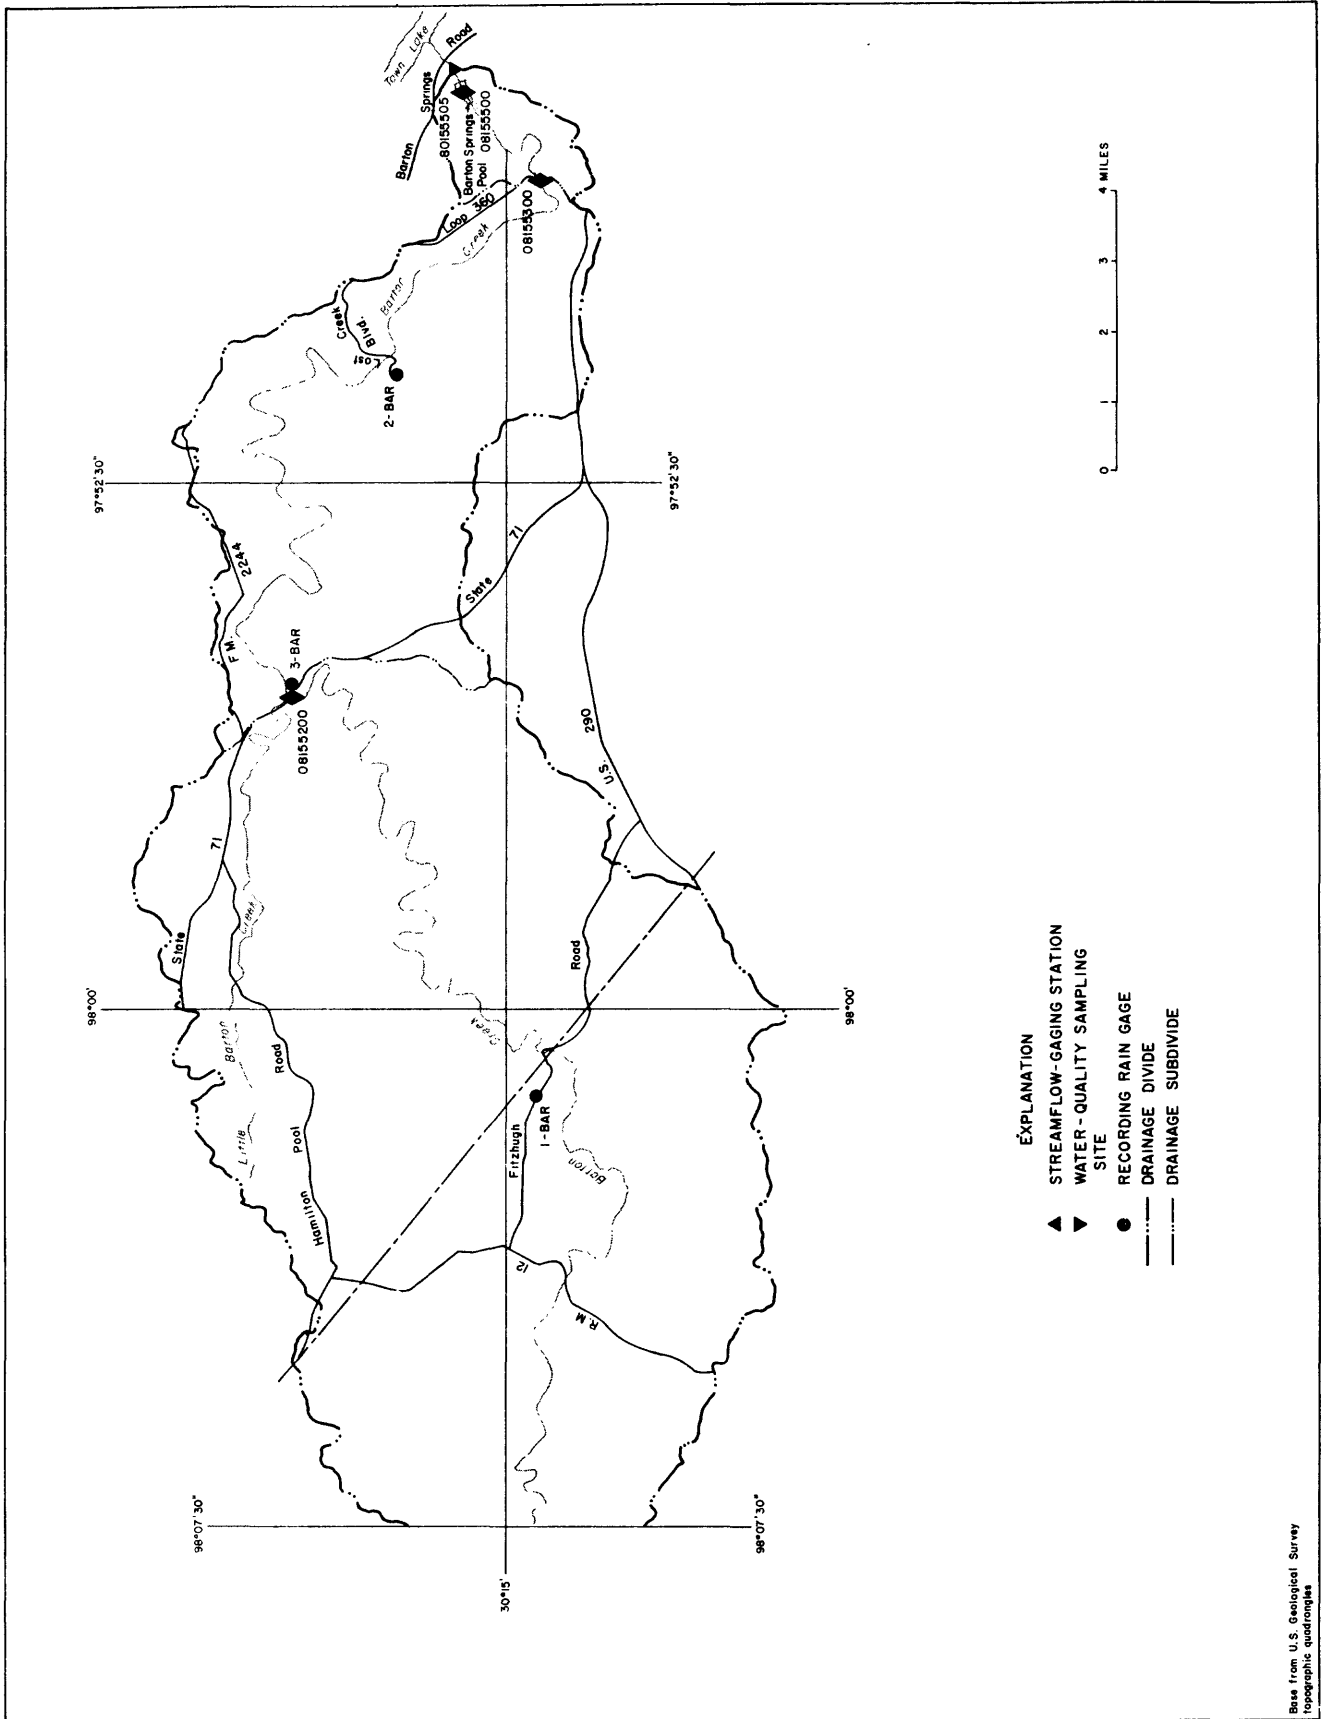 Town Lake
Road
Springs
Barton
80155505
Barton Springs
Pool
08155500
Loop 360
08155300
Creek
Barton
Creek
Blvd.
Lost
2-BAR
97°52'30"
97°52'30"
2244
F.M.
State
71
3-BAR
08155200
290
U.S.
71
State
Creek
Road
98°00'
98°00'
Creek
Barton
Little
Road
Pool
Hamilton
Fitzhugh
1-BAR
Barton
12
R.M
98°07'30"
98°07'30"
30°15'
0 1 2 3 4 MILES
EXPLANATION
STREAMFLOW-GAGING STATION
WATER-QUALITY SAMPLING
SITE
RECORDING RAIN GAGE
DRAINAGE DIVIDE
DRAINAGE SUBDIVIDE
Base from U.S. Geological Survey
topographic quadrangles